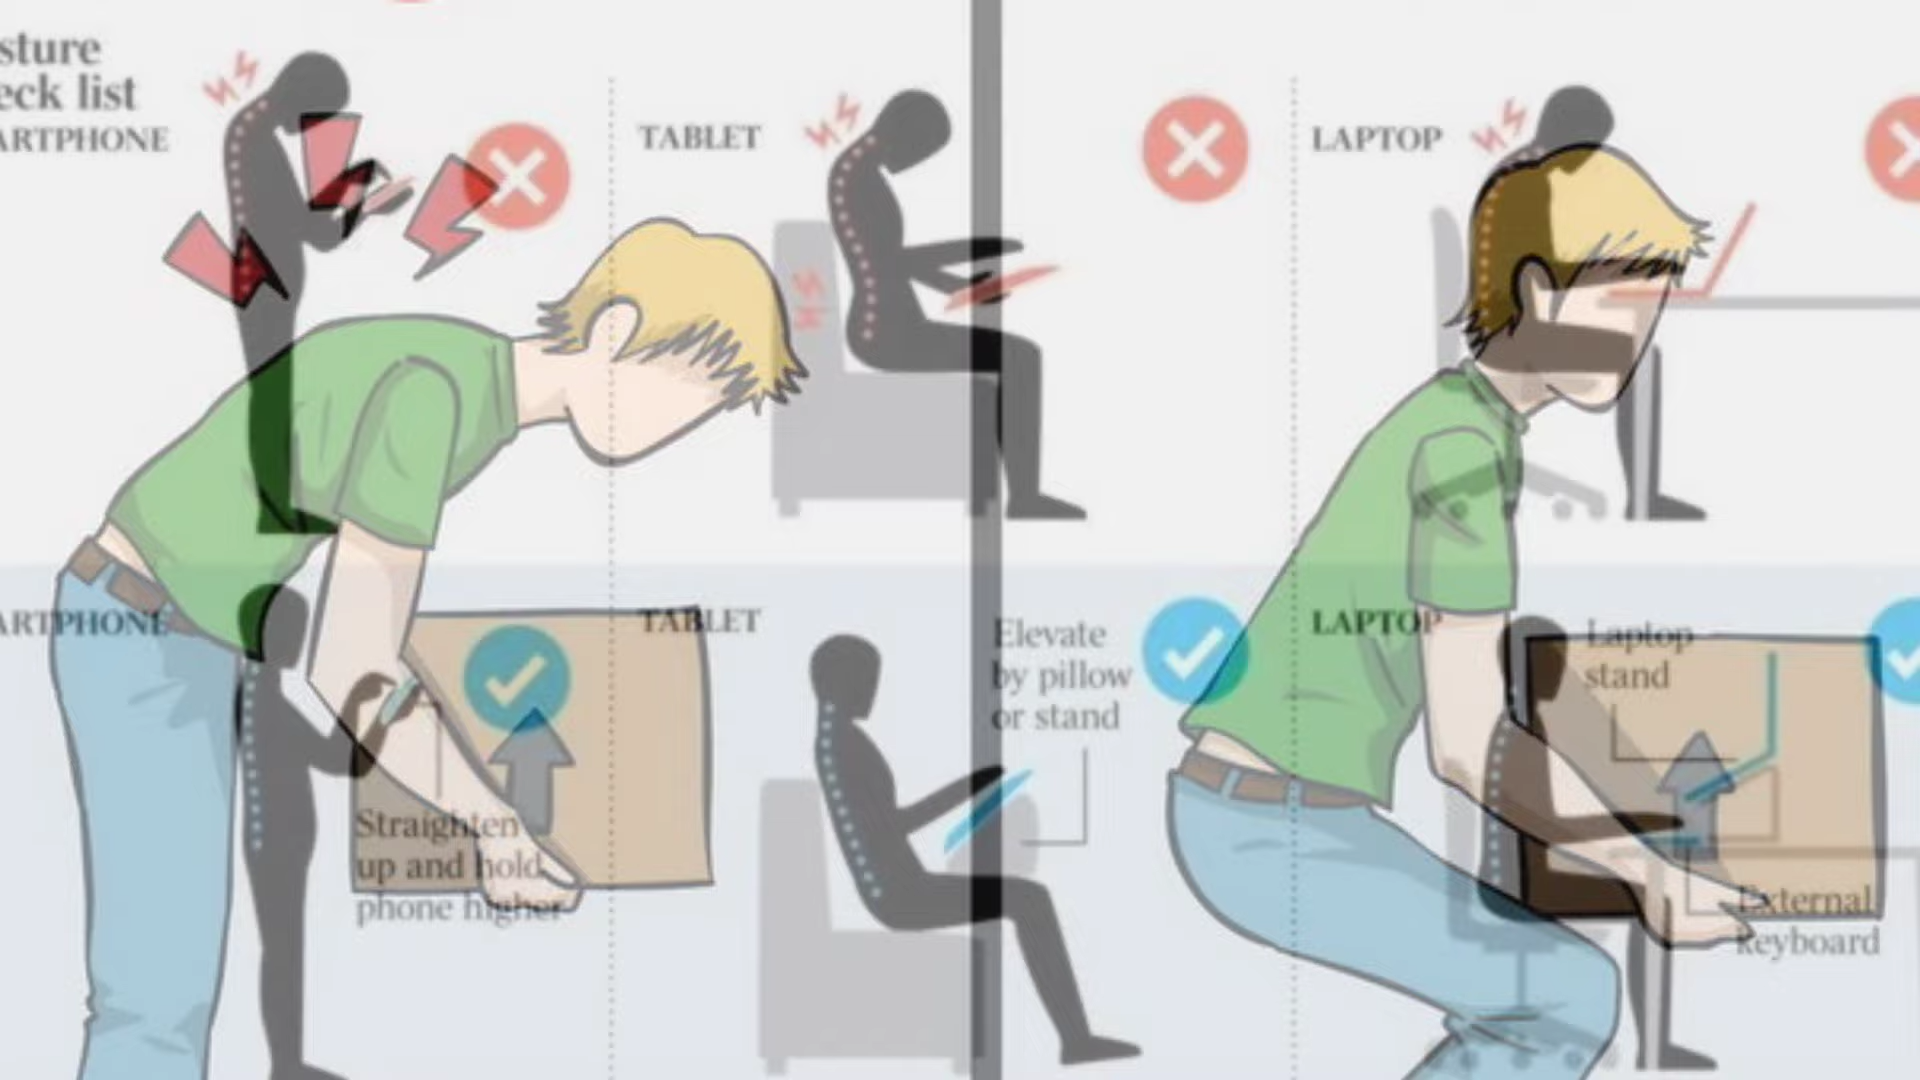 sture
eck list
ARTPHONE
TABLET
LAPTOP
ARTPHONE
TABLET
LAPTOP
Elevate
by pillow
or stand
Laptop
stand
Straighten
up and hold
phone higher
External
keyboard